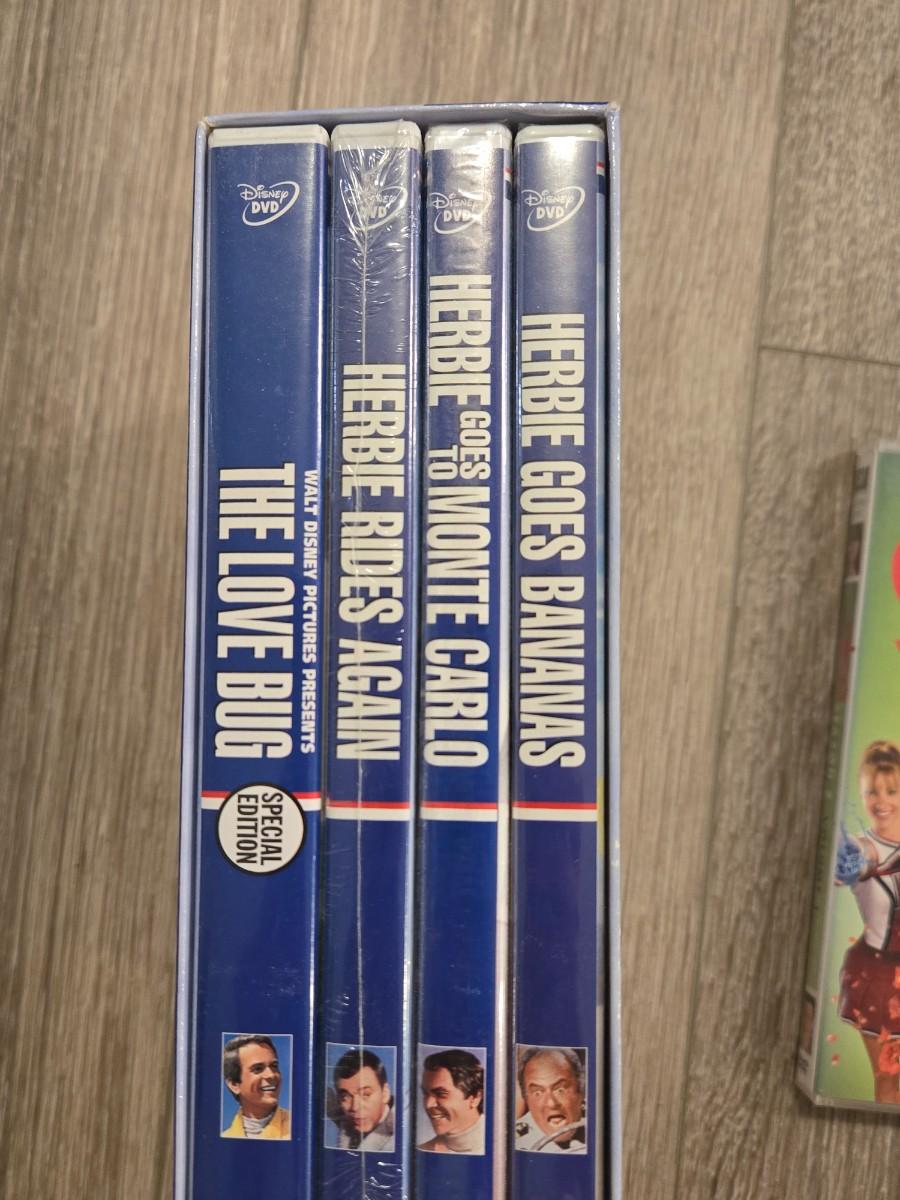 Disney
DVD
WALT DISNEY PICTURES PRESENTS
THE LOVE BUG
SPECIAL
EDITION
Disney
DVD
HERBIE RIDES AGAIN
Disney
DVD
HERBIE GOES TO MONTE CARLO
Disney
DVD
HERBIE GOES BANANAS